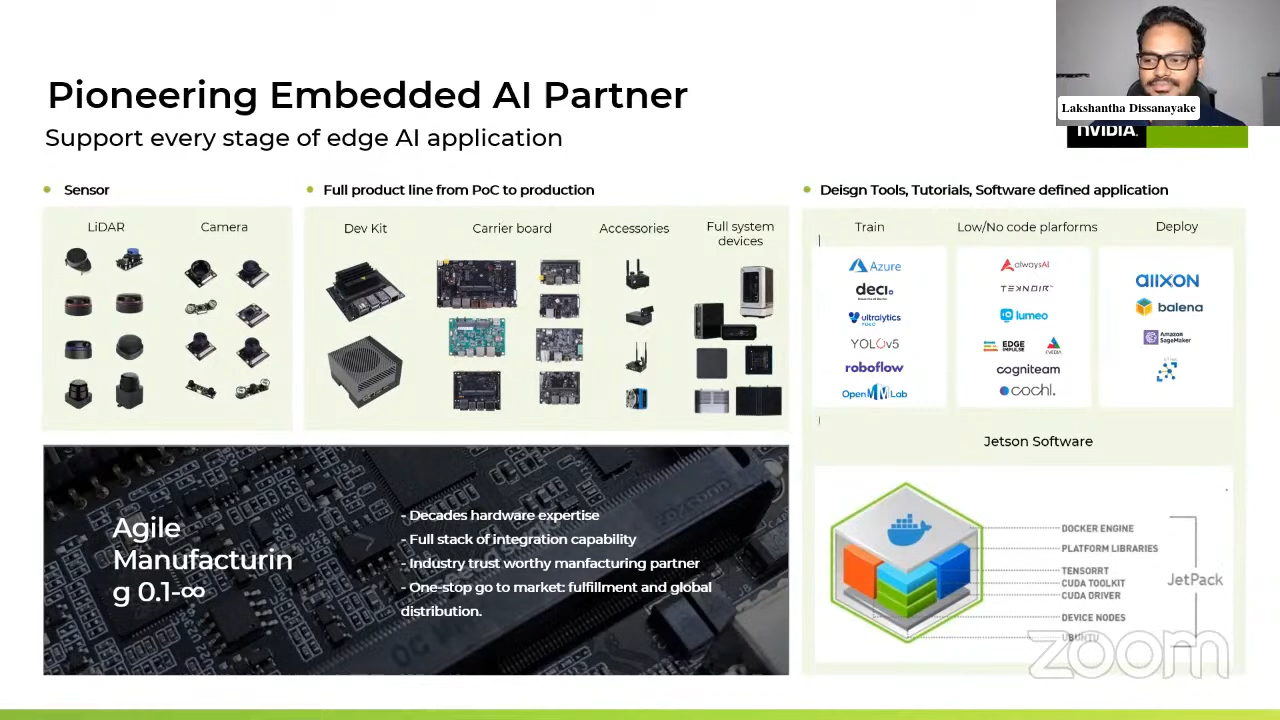 Lakshantha Dissanayake
Pioneering Embedded AI Partner
Support every stage of edge AI application
NVIDIA.
Sensor
Full product line from PoC to production
Deisgn Tools, Tutorials, Software defined application
LiDAR
Camera
Dev Kit
Carrier board
Accessories
Full system
devices
Train
Low/No code plarforms
Deploy
Azure
deci.
ultralytics
YOLOv5
roboflow
OpenMMLab
alwaysAI
TEKNOIR
lumeo
EDGE
IMPULSE
NVIDIA
cogniteam
cochl.
allxon
balena
Amazon
SageMaker
Jetson Software
DOCKER ENGINE
PLATFORM LIBRARIES
TENSORRT
CUDA TOOLKIT
CUDA DRIVER
DEVICE NODES
UBUNTU
JetPack
Agile
Manufacturin
g 0.1-∞
- Decades hardware expertise
- Full stack of integration capability
- Industry trust worthy manfacturing partner
- One-stop go to market: fulfillment and global
distribution.
zoom